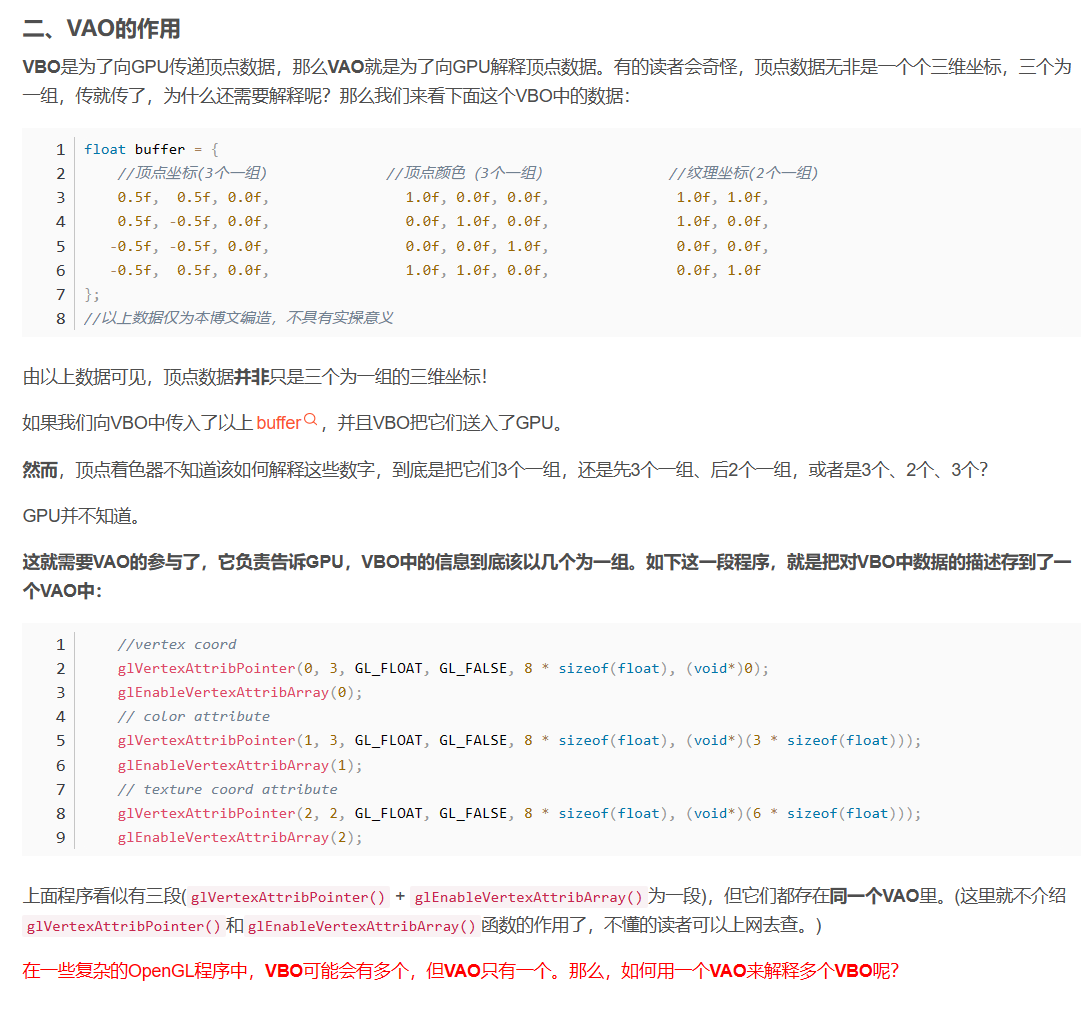 二、VAO的作用
VBO是为了向GPU传递顶点数据，那么VAO就是为了向GPU解释顶点数据。有的读者会奇怪，顶点数据无非是一个个三维坐标，三个为
一组，传就传了，为什么还需要解释呢？那么我们来看下面这个VBO中的数据：
1 float buffer = {
2 //顶点坐标(3个一组) //顶点颜色 (3个一组) //纹理坐标(2个一组)
3 0.5f, 0.5f, 0.0f, 1.0f, 0.0f, 0.0f, 1.0f, 1.0f,
4 0.5f, -0.5f, 0.0f, 0.0f, 1.0f, 0.0f, 1.0f, 0.0f,
5 -0.5f, -0.5f, 0.0f, 0.0f, 0.0f, 1.0f, 0.0f, 0.0f,
6 -0.5f, 0.5f, 0.0f, 1.0f, 1.0f, 0.0f, 0.0f, 1.0f
7 };
8 //以上数据仅为本博文编造，不具有实操意义
由以上数据可见，顶点数据并非只是三个为一组的三维坐标！
如果我们向VBO中传入了以上 buffer，并且VBO把它们送入了GPU。
然而，顶点着色器不知道该如何解释这些数字，到底是把它们3个一组，还是先3个一组、后2个一组，或者是3个、2个、3个？
GPU并不知道。
这就需要VAO的参与了，它负责告诉GPU，VBO中的信息到底该以几个为一组。如下这一段程序，就是把对VBO中数据的描述存到了一
个VAO中：
1 //vertex coord
2 glVertexAttribPointer(0, 3, GL_FLOAT, GL_FALSE, 8 * sizeof(float), (void*)0);
3 glEnableVertexAttribArray(0);
4 // color attribute
5 glVertexAttribPointer(1, 3, GL_FLOAT, GL_FALSE, 8 * sizeof(float), (void*)(3 * sizeof(float)));
6 glEnableVertexAttribArray(1);
7 // texture coord attribute
8 glVertexAttribPointer(2, 2, GL_FLOAT, GL_FALSE, 8 * sizeof(float), (void*)(6 * sizeof(float)));
9 glEnableVertexAttribArray(2);
上面程序看似有三段( glVertexAttribPointer() + glEnableVertexAttribArray() 为一段)，但它们都存在同一个VAO里。(这里就不介绍
glVertexAttribPointer() 和 glEnableVertexAttribArray() 函数的作用了，不懂的读者可以上网去查。)
在一些复杂的OpenGL程序中，VBO可能会有多个，但VAO只有一个。那么，如何用一个VAO来解释多个VBO呢？